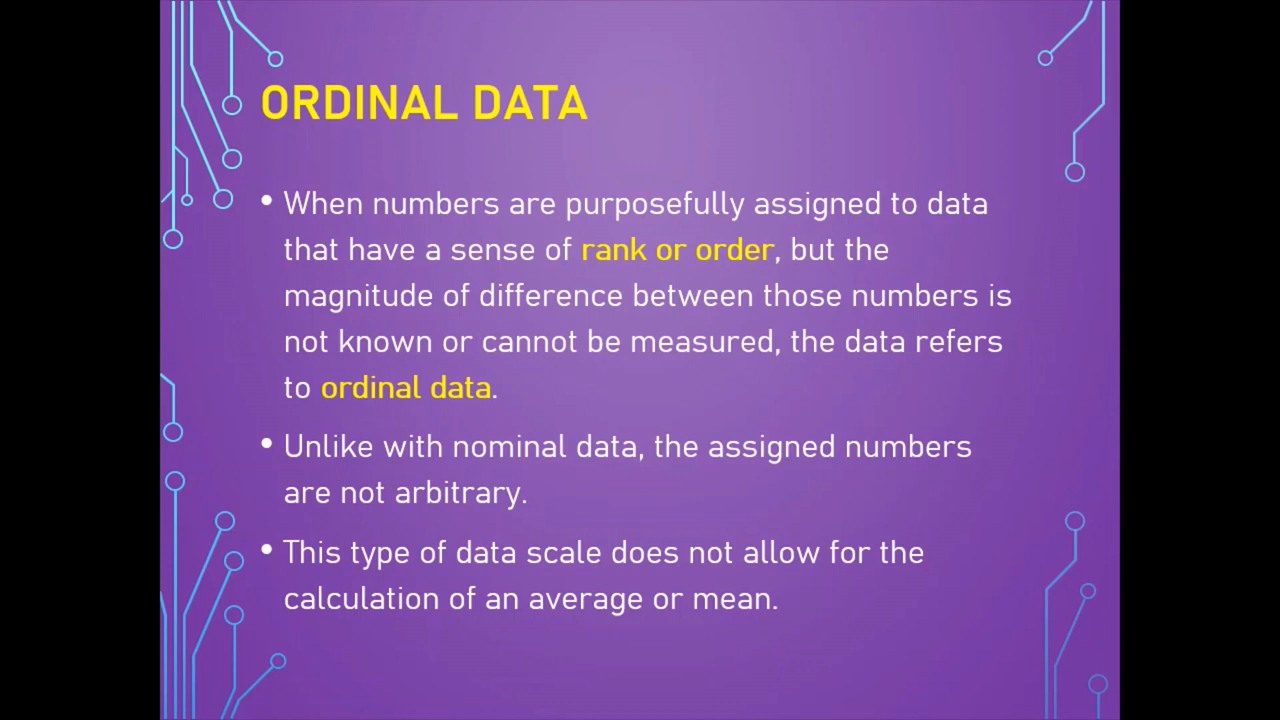 ORDINAL DATA
• When numbers are purposefully assigned to data
that have a sense of rank or order, but the
magnitude of difference between those numbers is
not known or cannot be measured, the data refers
to ordinal data.
• Unlike with nominal data, the assigned numbers
are not arbitrary.
• This type of data scale does not allow for the
calculation of an average or mean.